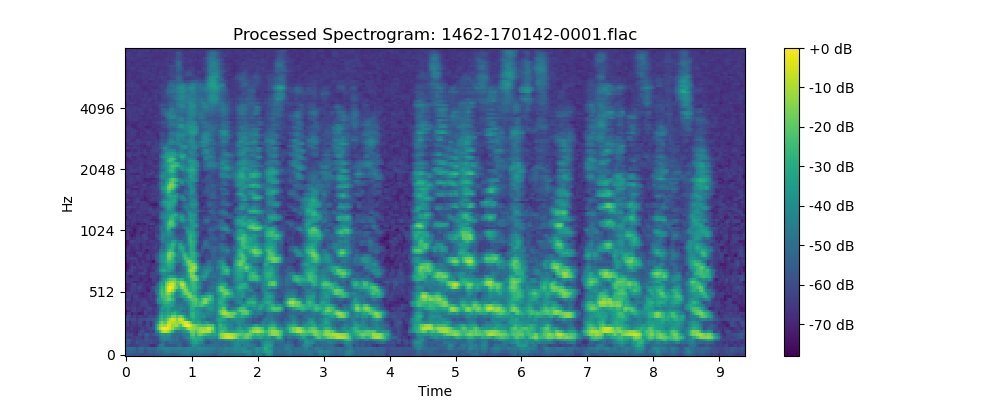 Processed Spectrogram: 1462-170142-0001.flac
Hz
4096
2048
1024
512
0
0 1 2 3 4 5 6 7 8 9
Time
+0 dB
-10 dB
-20 dB
-30 dB
-40 dB
-50 dB
-60 dB
-70 dB